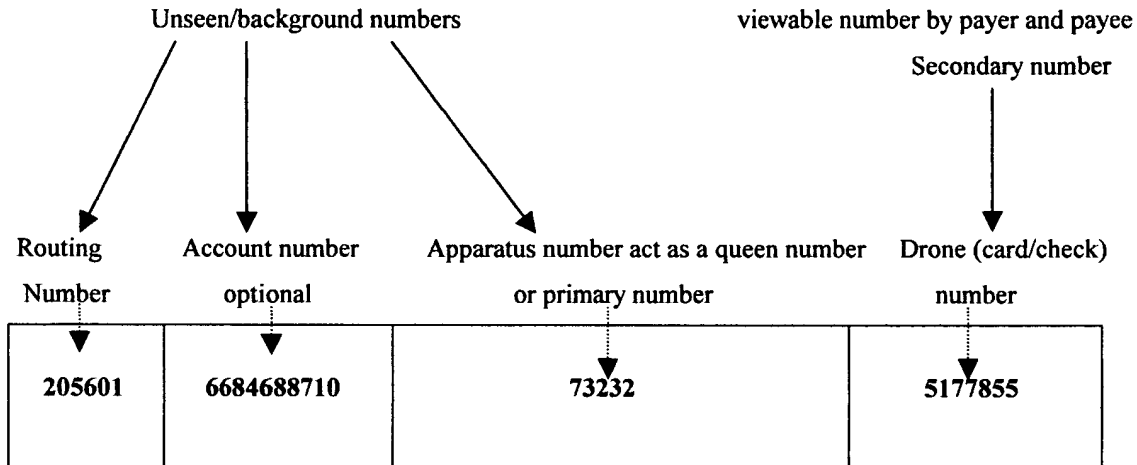 Unseen/background numbers
viewable number by payer and payee
Secondary number
Routing
Number
Account number
optional
Apparatus number act as a queen number
or primary number
Drone (card/check)
number
205601
6684688710
73232
5177855